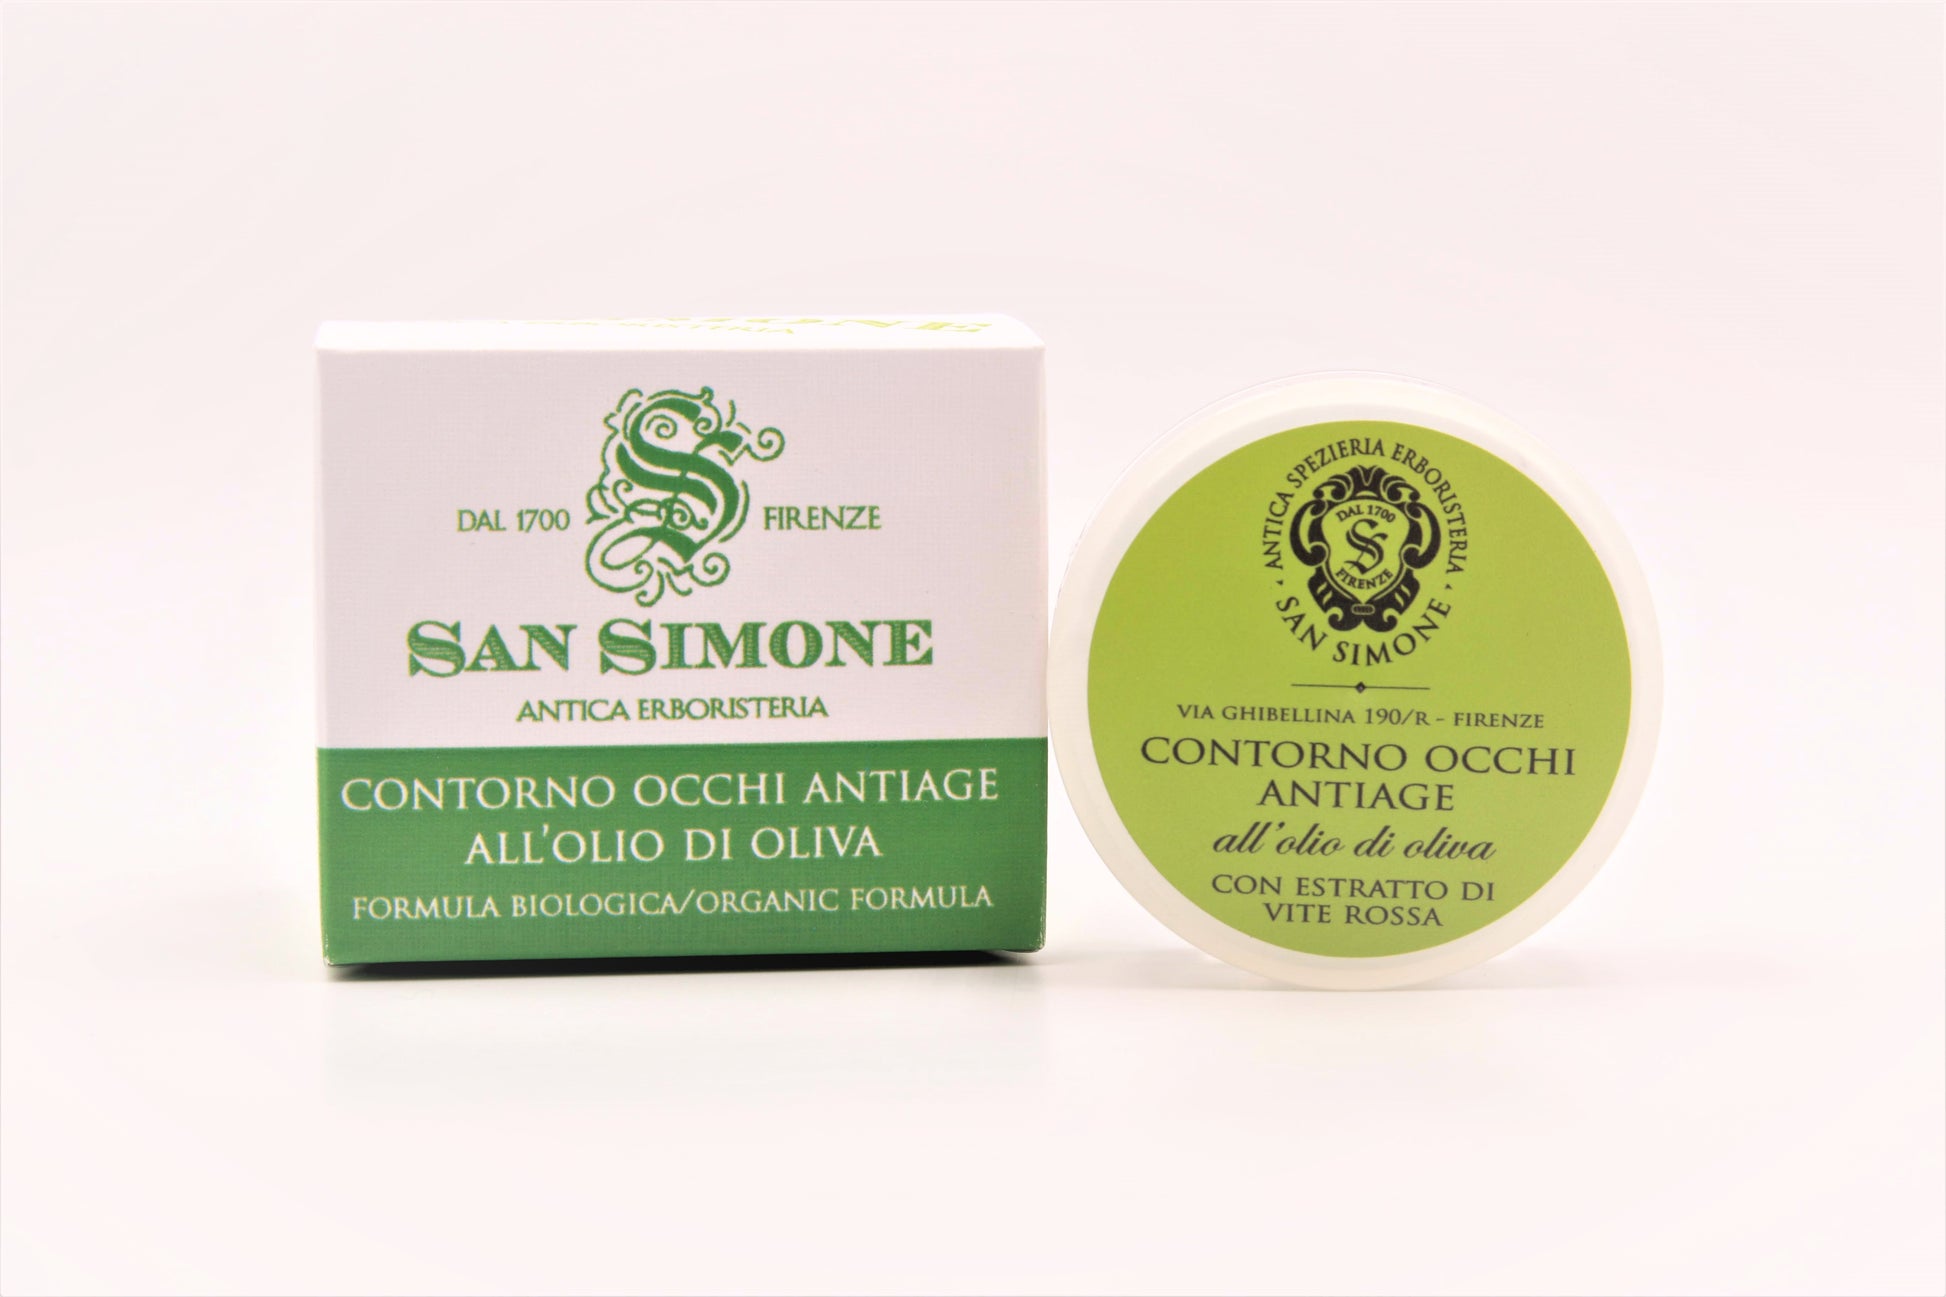 ERBORISTERIA
DAL 1700
FIRENZE
SAN SIMONE
ANTICA ERBORISTERIA
CONTORNO OCCHI ANTIAGE
ALL'OLIO DI OLIVA
FORMULA BIOLOGICA/ORGANIC FORMULA
ANTICA SPEZIERIA ERBORISTERIA
DAL 1700
S
FIRENZE
SAN SIMONE
VIA GHIBELLINA 190/R - FIRENZE
CONTORNO OCCHI
ANTIAGE
all'olio di oliva
CON ESTRATTO DI
VITE ROSSA